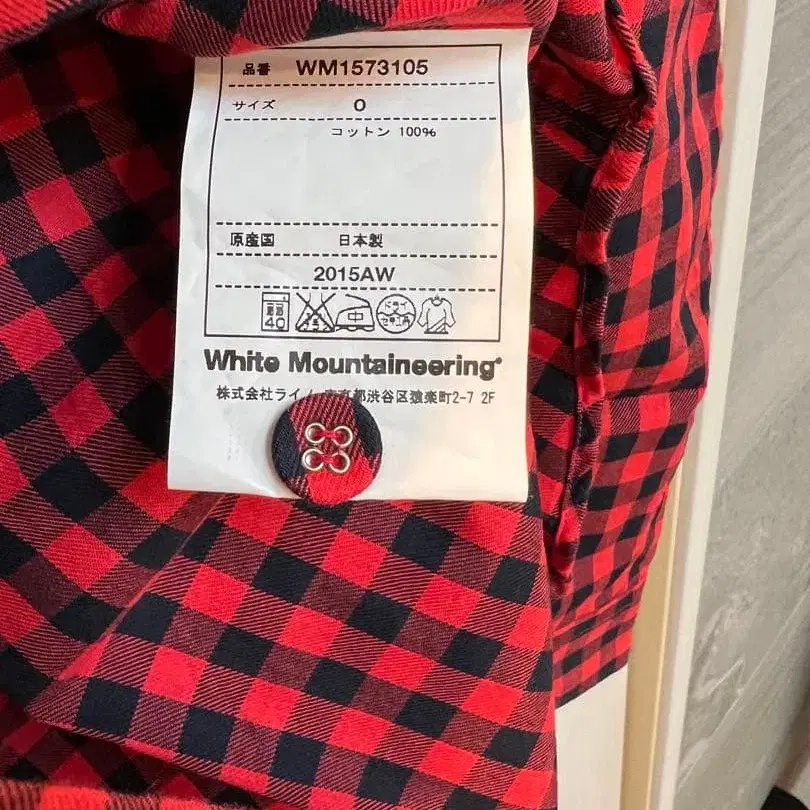 品番 WM1573105
サイズ 0
コットン 100%
原産国 日本製
2015AW
40 中
White Mountaineering
株式会社ライ 東京都渋谷区猿楽町2-7 2F